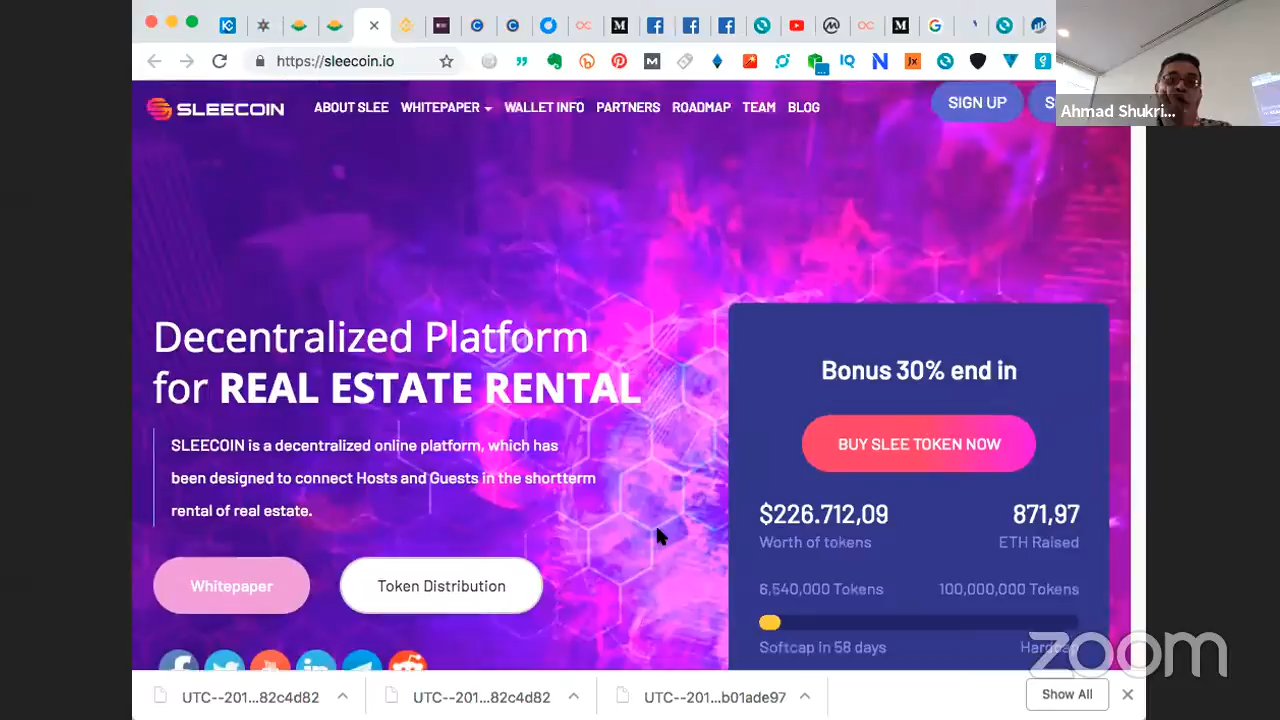 https://sleecoin.io
SLEECOIN
ABOUT SLEE WHITEPAPER WALLET INFO PARTNERS ROADMAP TEAM BLOG
SIGN UP
Ahmad Shukri...
Decentralized Platform
for REAL ESTATE RENTAL
SLEECOIN is a decentralized online platform, which has
been designed to connect Hosts and Guests in the shortterm
rental of real estate.
Whitepaper Token Distribution
Bonus 30% end in
BUY SLEE TOKEN NOW
$226.712,09 871,97
Worth of tokens ETH Raised
6,540,000 Tokens 100,000,000 Tokens
Softcap in 58 days Hardcap
zoom
UTC--201...82c4d82 UTC--201...82c4d82 UTC--201...b01ade97 Show All